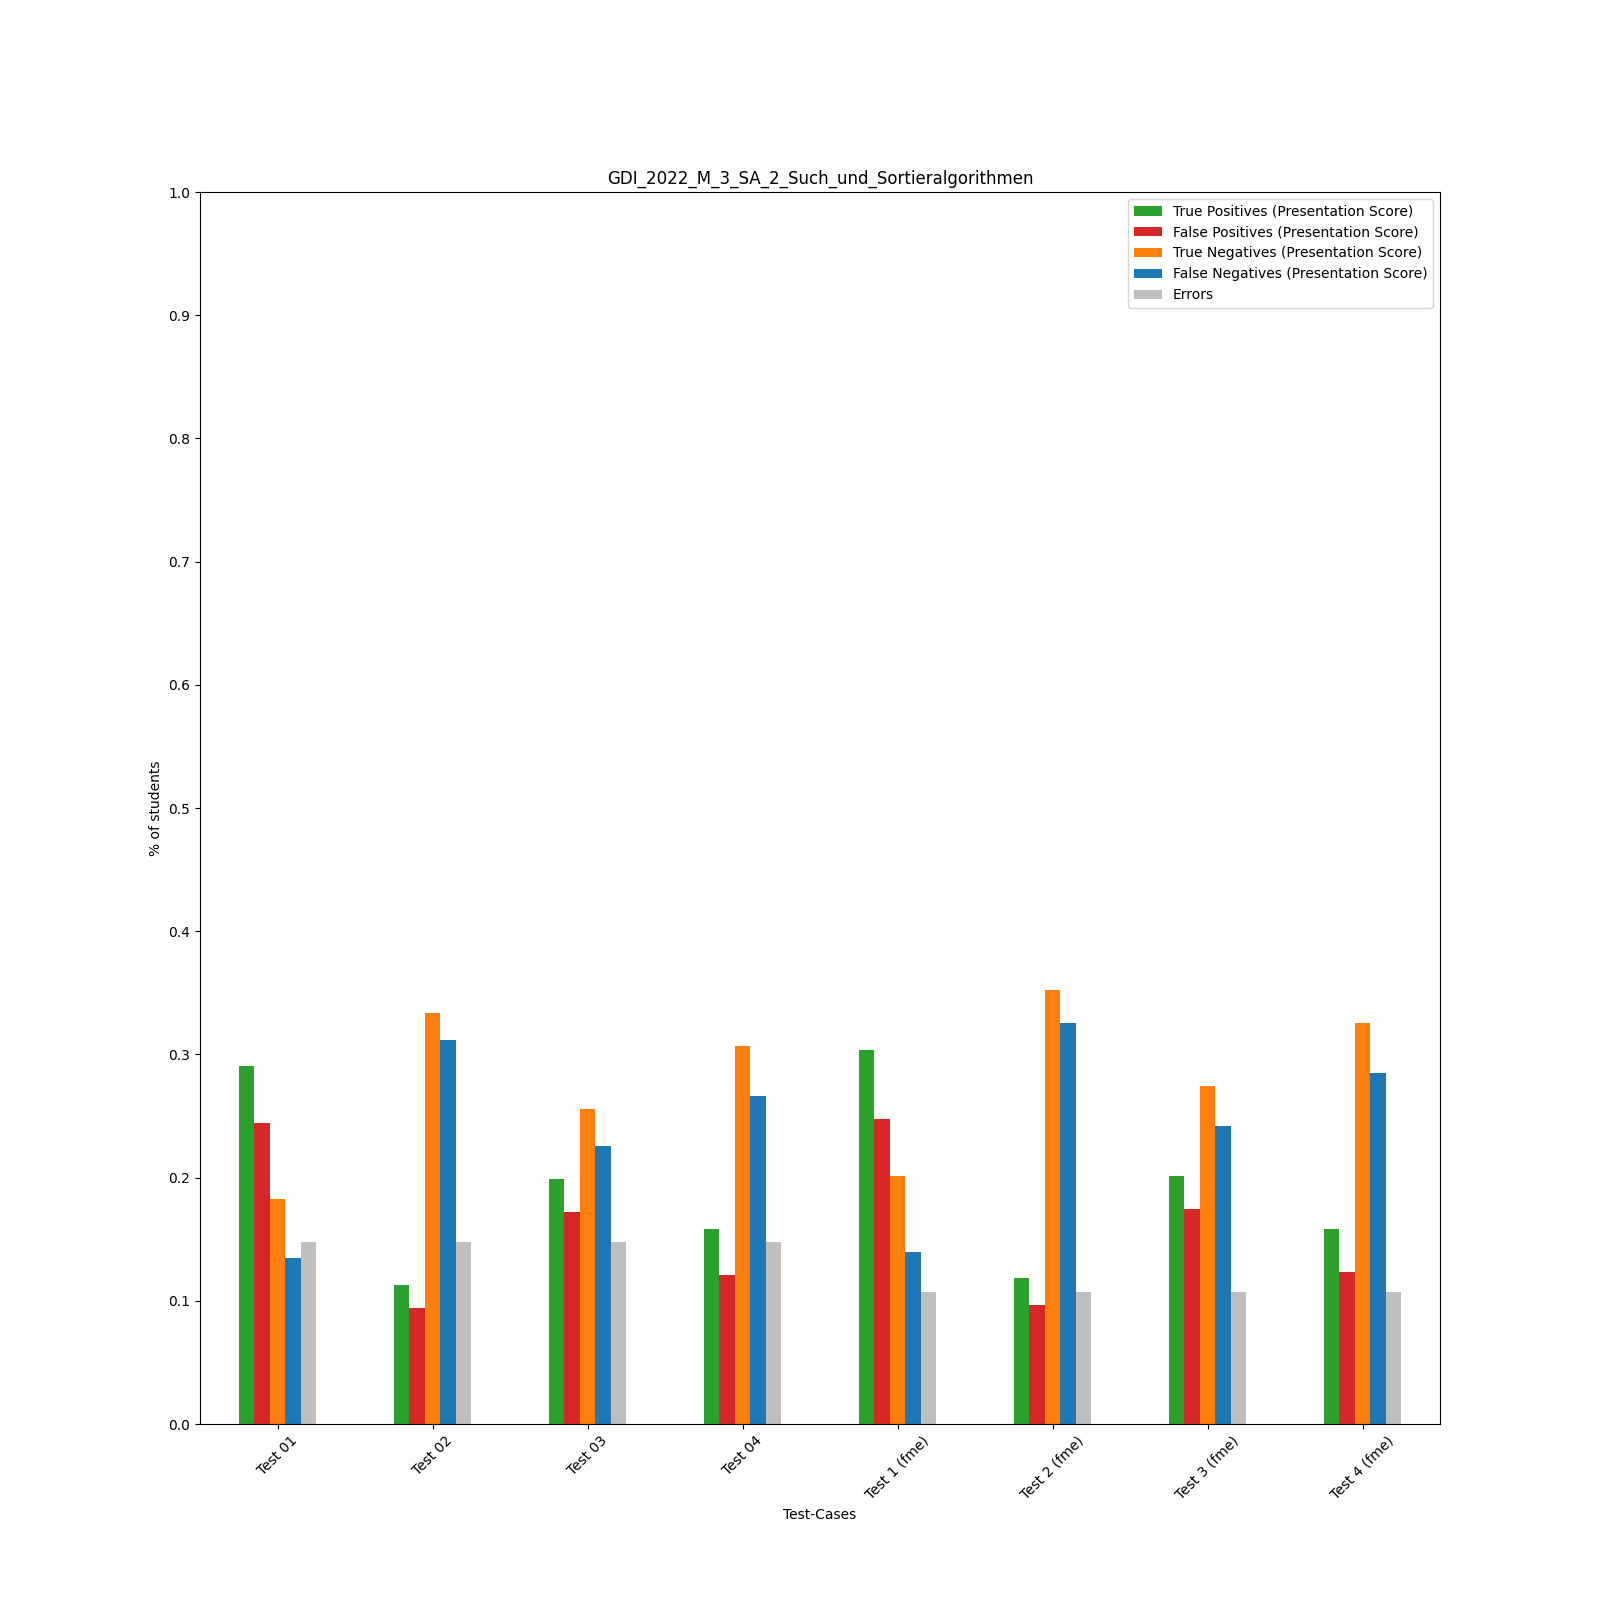 GDI_2022_M_3_SA_2_Such_und_Sortieralgorithmen
True Positives (Presentation Score)
False Positives (Presentation Score)
True Negatives (Presentation Score)
False Negatives (Presentation Score)
Errors
1.0
0.9
0.8
0.7
0.6
0.5
0.4
0.3
0.2
0.1
0.0
% of students
Test 01
Test 02
Test 03
Test 04
Test 1 (fme)
Test 2 (fme)
Test 3 (fme)
Test 4 (fme)
Test-Cases